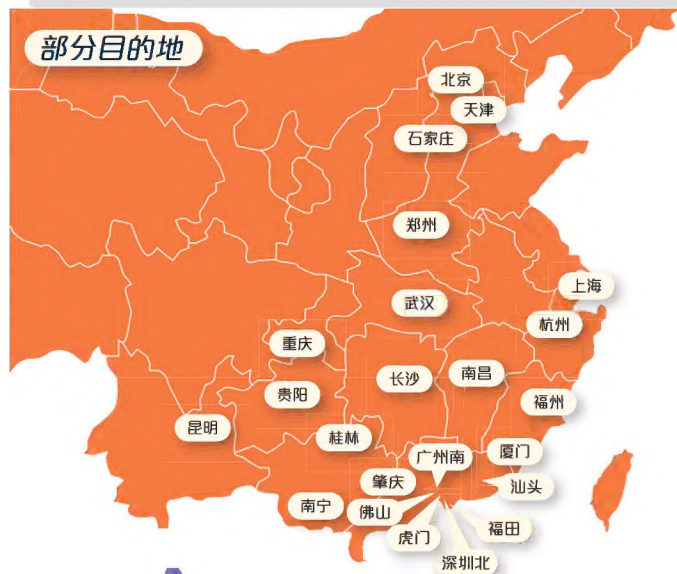 部分目的地
北京
天津
石家庄
郑州
上海
武汉
杭州
重庆
长沙
南昌
贵阳
福州
昆明
桂林
广州南
厦门
肇庆
汕头
南宁
佛山
虎门
福田
深圳北